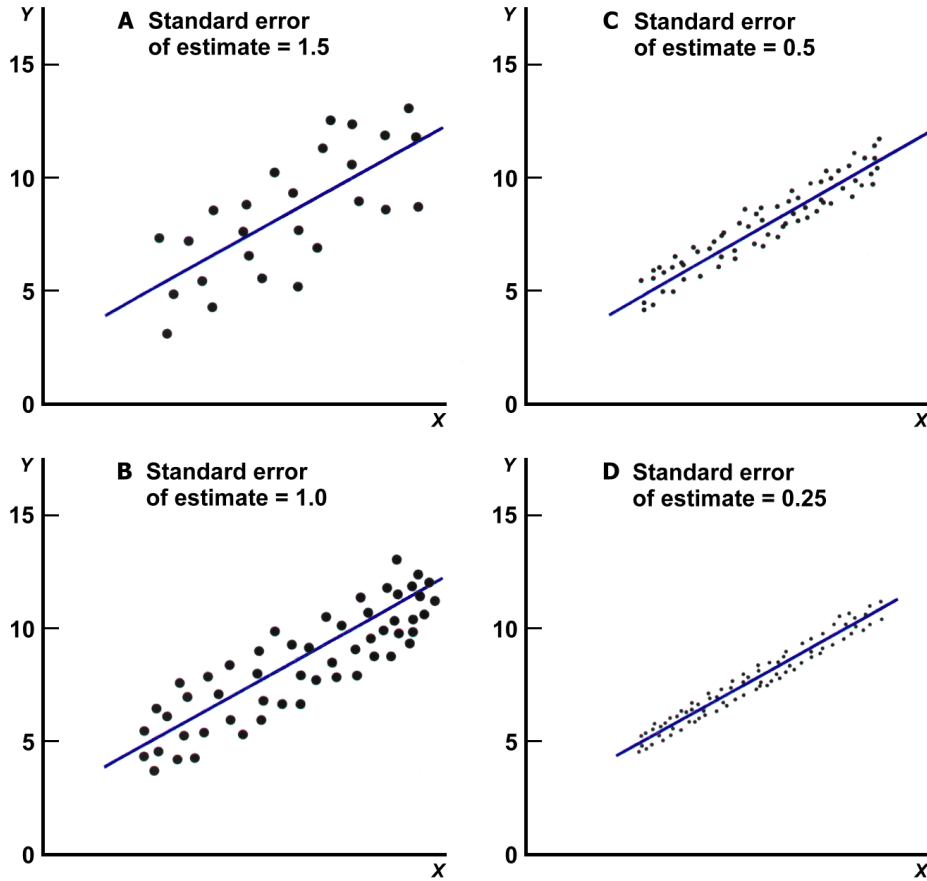 Y
A Standard error
of estimate = 1.5
15
10
5
0
X
Y
B Standard error
of estimate = 1.0
15
10
5
0
X
C Standard error
of estimate = 0.5
15
10
5
0
X
Y
D Standard error
of estimate = 0.25
15
10
5
0
X